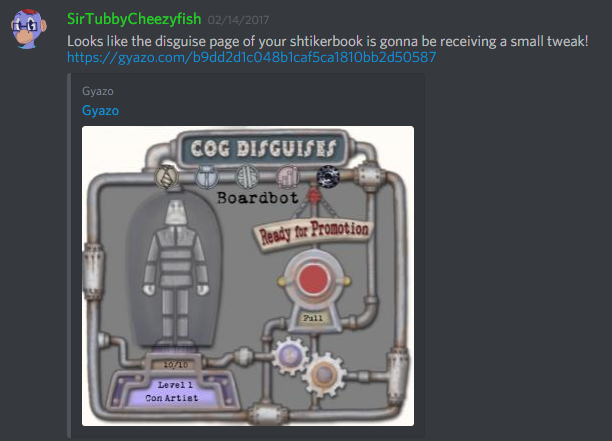 SirTubbyCheezyfish 02/14/2017
Looks like the disguise page of your shtikerbook is gonna be receiving a small tweak!
https://gyazo.com/b9dd2d1c048b1caf5ca1810bb2d50587
Gyazo
Gyazo
COG DISGUISES
Boardbot
Ready for Promotion
Full
10/10
Level 1
Con Artist